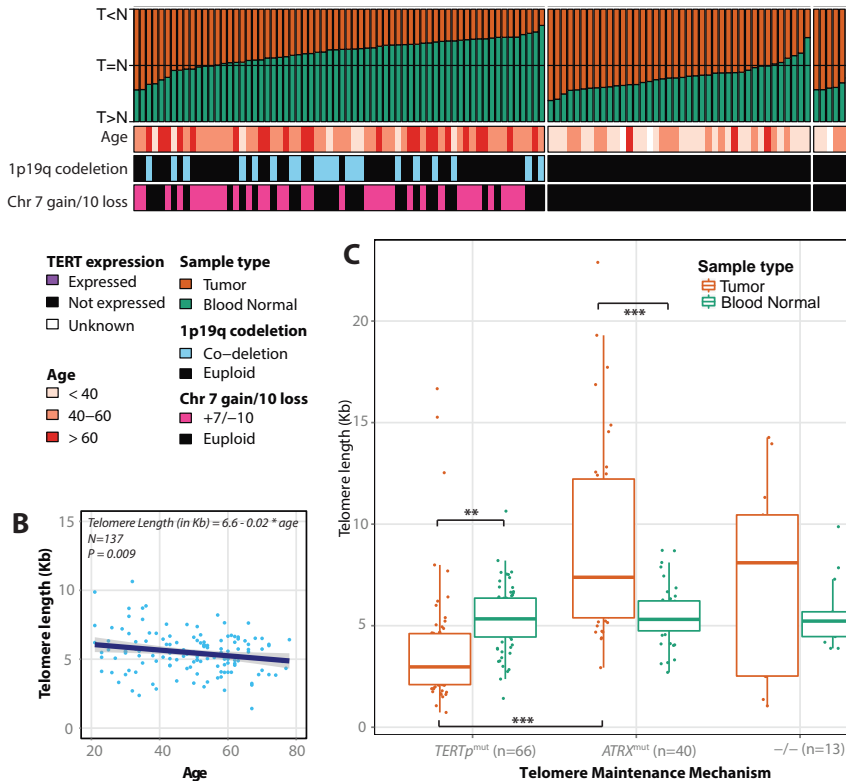 T<N
T=N
T>N
Age
1p19q codeletion
Chr 7 gain/10 loss
TERT expression
Expressed
Not expressed
Unknown
Age
< 40
40−60
> 60
Sample type
Tumor
Blood Normal
1p19q codeletion
Co−deletion
Euploid
Chr 7 gain/10 loss
+7/−10
Euploid
B
Telomere Length (in Kb) = 6.6 - 0.02 * age
N=137
P = 0.009
Telomere length (Kb)
15
10
5
0
20
40
60
80
Age
C
Sample type
Tumor
Blood Normal
***
**
***
Telomere length (Kb)
20
15
10
5
0
TERTpᵐᵘᵗ (n=66)
ATRXᵐᵘᵗ (n=40)
−/− (n=13)
Telomere Maintenance Mechanism